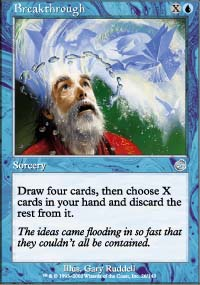 Breakthrough X
Sorcery
Draw four cards, then choose X
cards in your hand and discard
the rest from it.
The ideas came flooding in so fast that
they couldn't all be contained.
Illus. Gary Ruddell
™ & © 1993–2002 Wizards of the Coast, Inc. 26/143